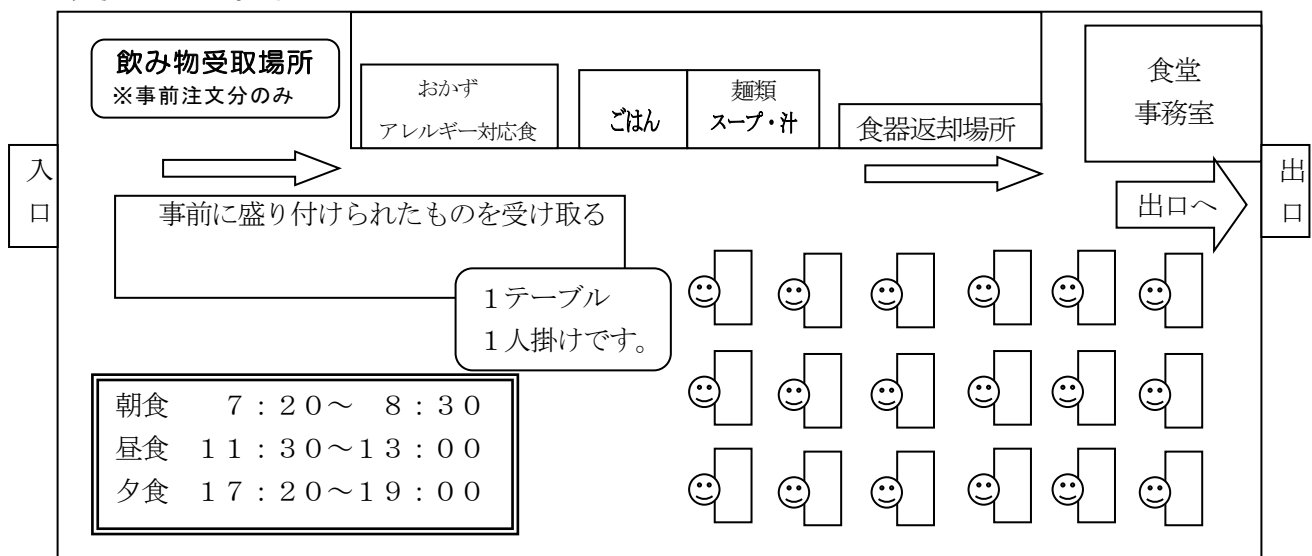 飲み物受取場所
※事前注文分のみ
おかず
アレルギー対応食
ごはん
麺類
スープ・汁
食器返却場所
食堂
事務室
入
口
出
口
出口へ
事前に盛り付けられたものを受け取る
1テーブル
1人掛けです。
朝食 7:20~ 8:30
昼食 11:30~13:00
夕食 17:20~19:00